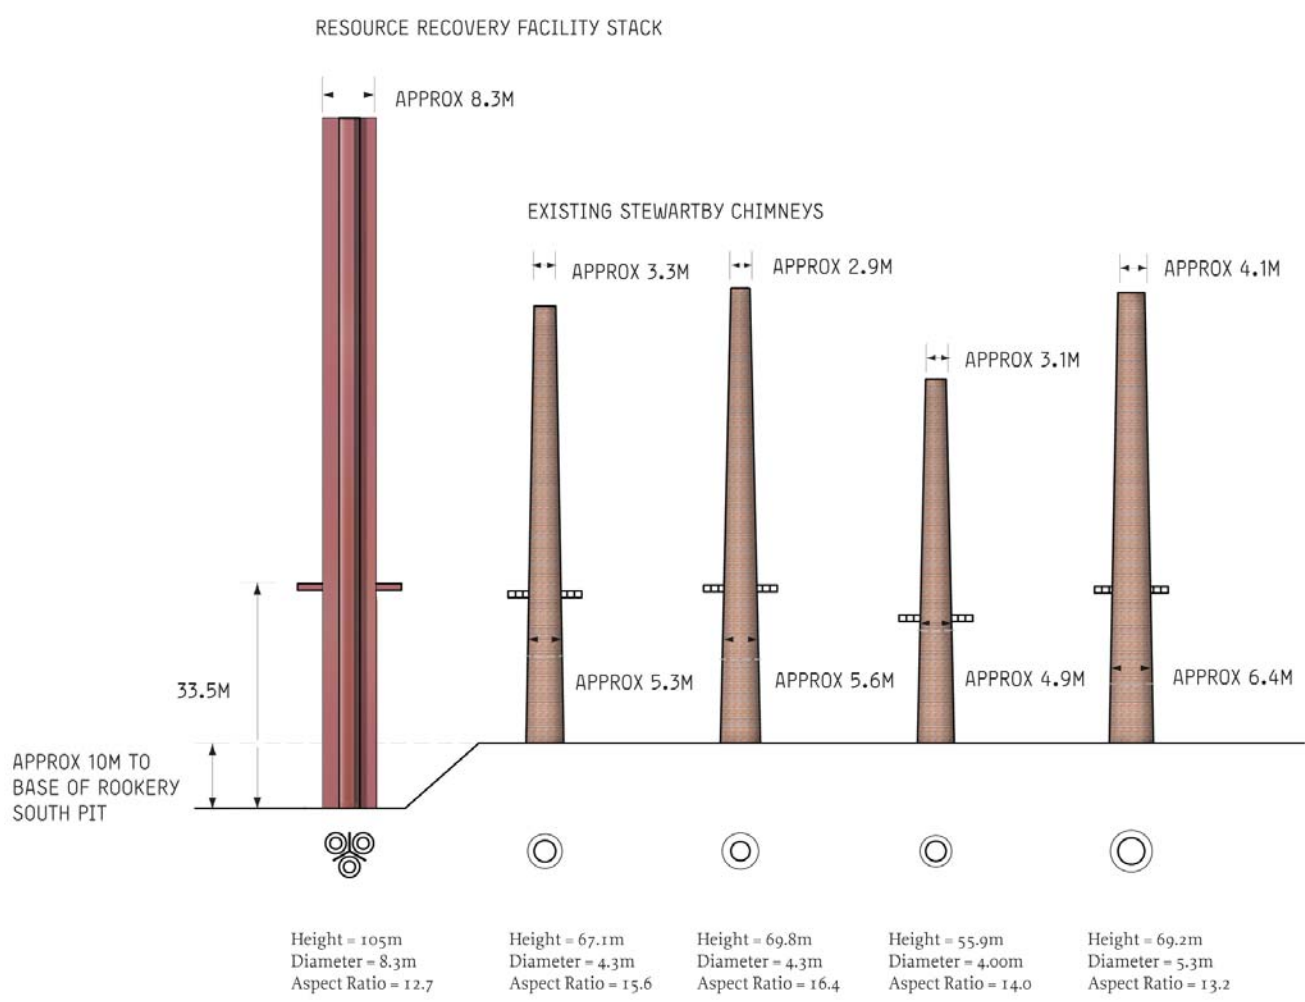 RESOURCE RECOVERY FACILITY STACK
APPROX 8.3M
EXISTING STEWARTBY CHIMNEYS
APPROX 3.3M
APPROX 2.9M
APPROX 4.1M
APPROX 3.1M
33.5M
APPROX 5.3M
APPROX 5.6M
APPROX 4.9M
APPROX 6.4M
APPROX 10M TO
BASE OF ROOKERY
SOUTH PIT
Height = 105m
Diameter = 8.3m
Aspect Ratio = 12.7
Height = 67.1m
Diameter = 4.3m
Aspect Ratio = 15.6
Height = 69.8m
Diameter = 4.3m
Aspect Ratio = 16.4
Height = 55.9m
Diameter = 4.00m
Aspect Ratio = 14.0
Height = 69.2m
Diameter = 5.3m
Aspect Ratio = 13.2